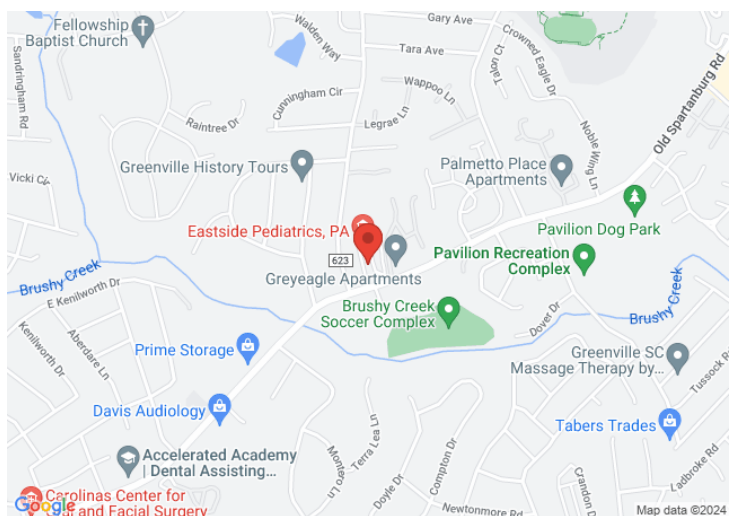 Fellowship
Baptist Church
Gary Ave
Walden Way
Tara Ave
Crowned Eagle Dr
Talon Ct
Sandringham Rd
Cunningham Cir
Wappoo Ln
Old Spartanburg Rd
Raintree Dr
Legrae Ln
Noble Wing Ln
Vicki Cir
Greenville History Tours
Palmetto Place
Apartments
Eastside Pediatrics, PA
Pavilion Dog Park
623
Pavilion Recreation
Complex
Greyeagle Apartments
Brushy Creek
E Kenilworth Dr
Brushy Creek
Soccer Complex
Dover Dr
Brushy Creek
Kenilworth Dr
Aberdare Ln
Prime Storage
Greenville SC
Massage Therapy by...
Tussock Rd
Davis Audiology
Tabers Trades
Montero Ln
Terra Lea Ln
Accelerated Academy
| Dental Assisting...
Compton Dr
Ladbroke Rd
Doyle Dr
Crandon D
Carolinas Center for
Oral and Facial Surgery
Google
Newtonmore Rd
Map data ©2024